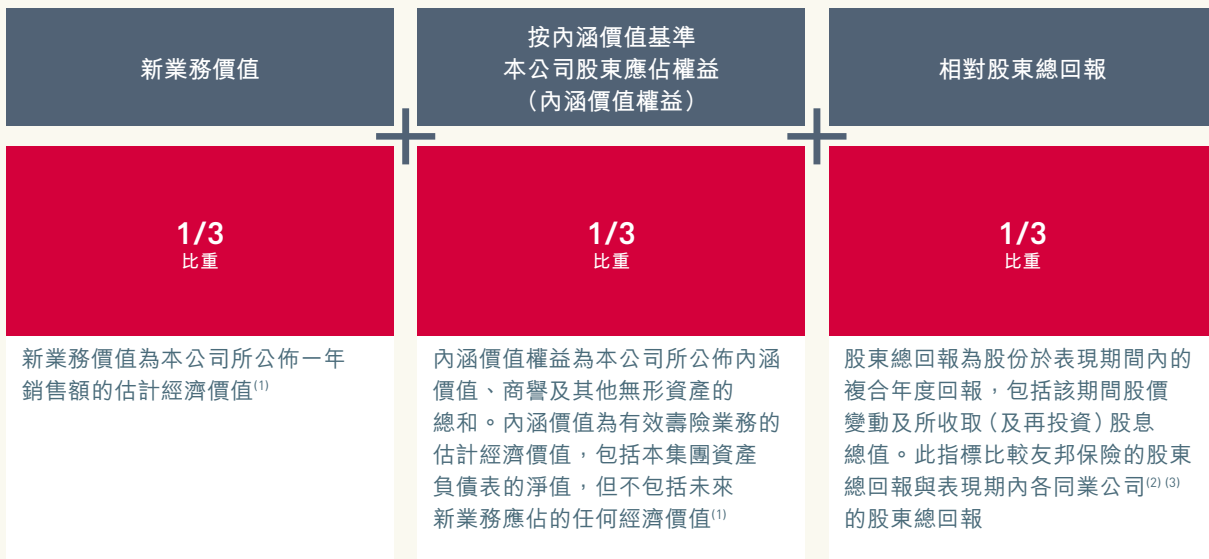 新業務價值
按內涵價值基準
本公司股東應佔權益
（內涵價值權益）
相對股東總回報
1/3
比重
1/3
比重
1/3
比重
新業務價值為本公司所公佈一年
銷售額的估計經濟價值(1)
內涵價值權益為本公司所公佈內涵
價值、商譽及其他無形資產的
總和。內涵價值為有效壽險業務的
估計經濟價值，包括本集團資產
負債表的淨值，但不包括未來
新業務應佔的任何經濟價值(1)
股東總回報為股份於表現期間內的
複合年度回報，包括該期間股價
變動及所收取（及再投資）股息
總值。此指標比較友邦保險的股東
總回報與表現期內各同業公司(2) (3)
的股東總回報